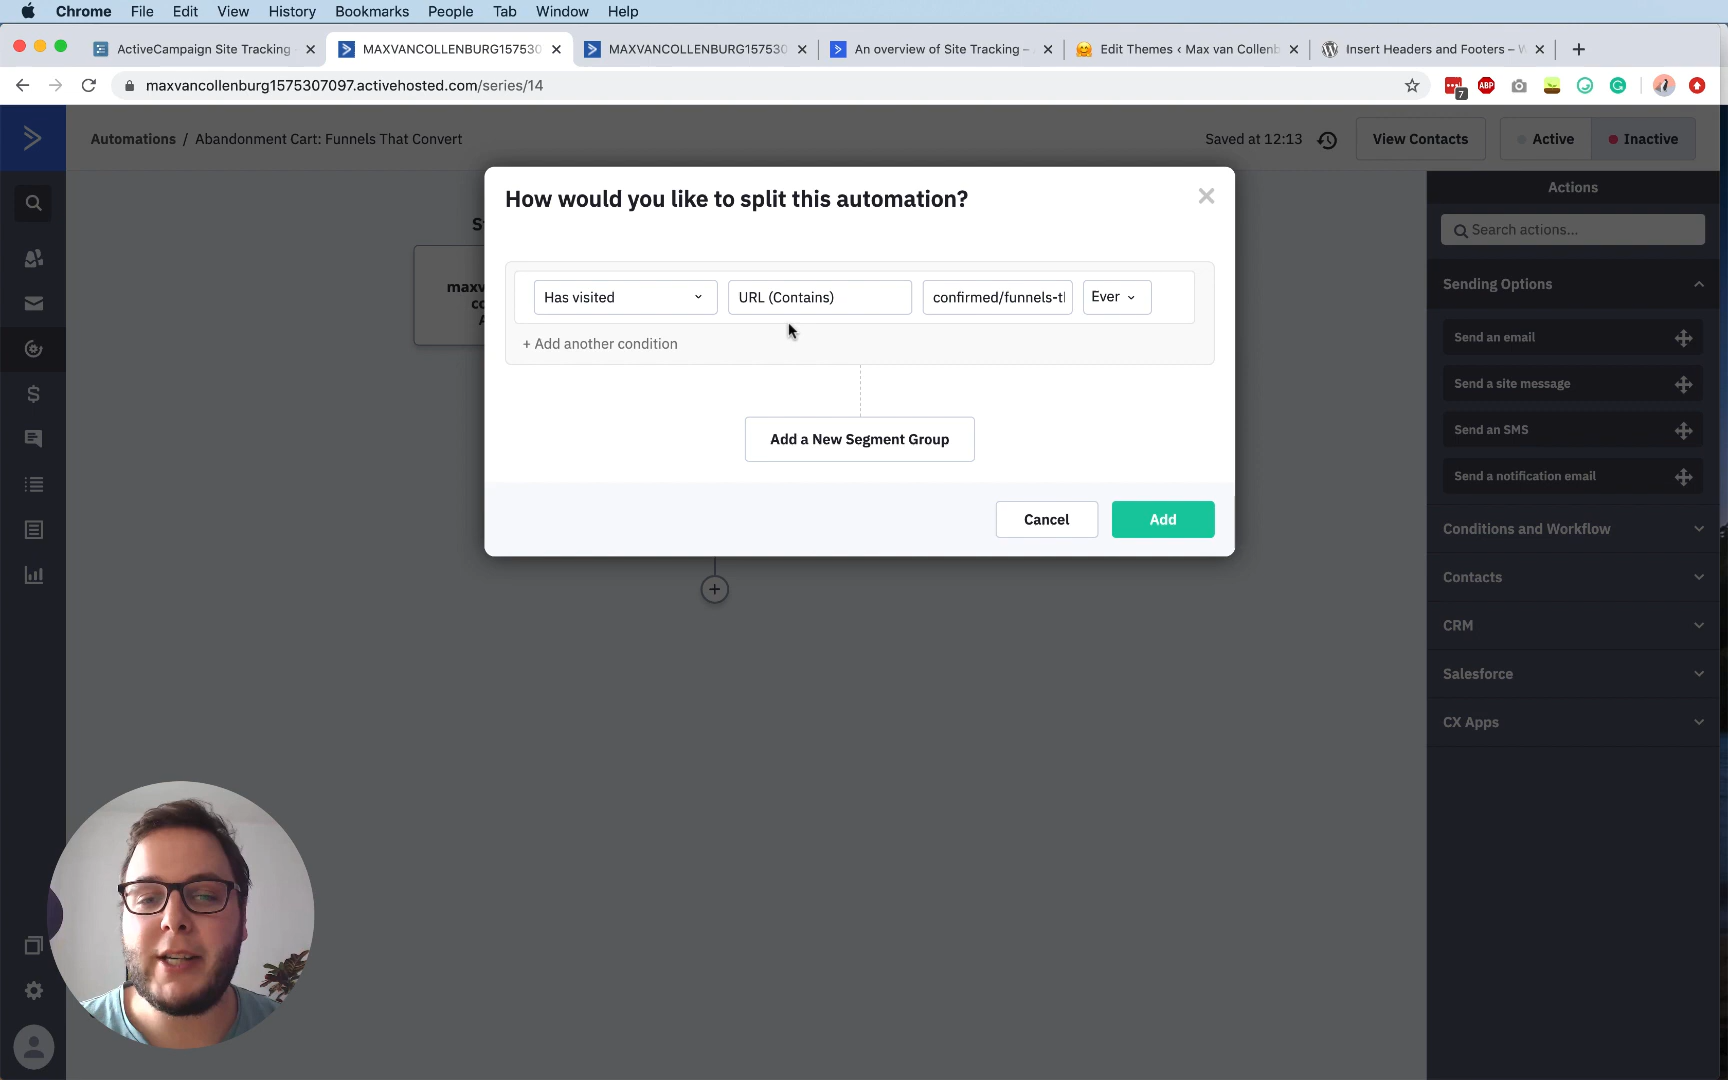 Chrome File Edit View History Bookmarks People Tab Window Help
ActiveCampaign Site Tracking
MAXVANCOLLENBURG157530
MAXVANCOLLENBURG157530
An overview of Site Tracking –
Edit Themes ‹ Max van Collenb
Insert Headers and Footers –
maxvancollenburg1575307097.activehosted.com/series/14
7
ABP
Automations / Abandonment Cart: Funnels That Convert
Saved at 12:13
View Contacts
Active
Inactive
How would you like to split this automation?
Has visited
URL (Contains)
confirmed/funnels-tl
Ever
+ Add another condition
Add a New Segment Group
Cancel
Add
Actions
Search actions...
Sending Options
Send an email
Send a site message
Send an SMS
Send a notification email
Conditions and Workflow
Contacts
CRM
Salesforce
CX Apps